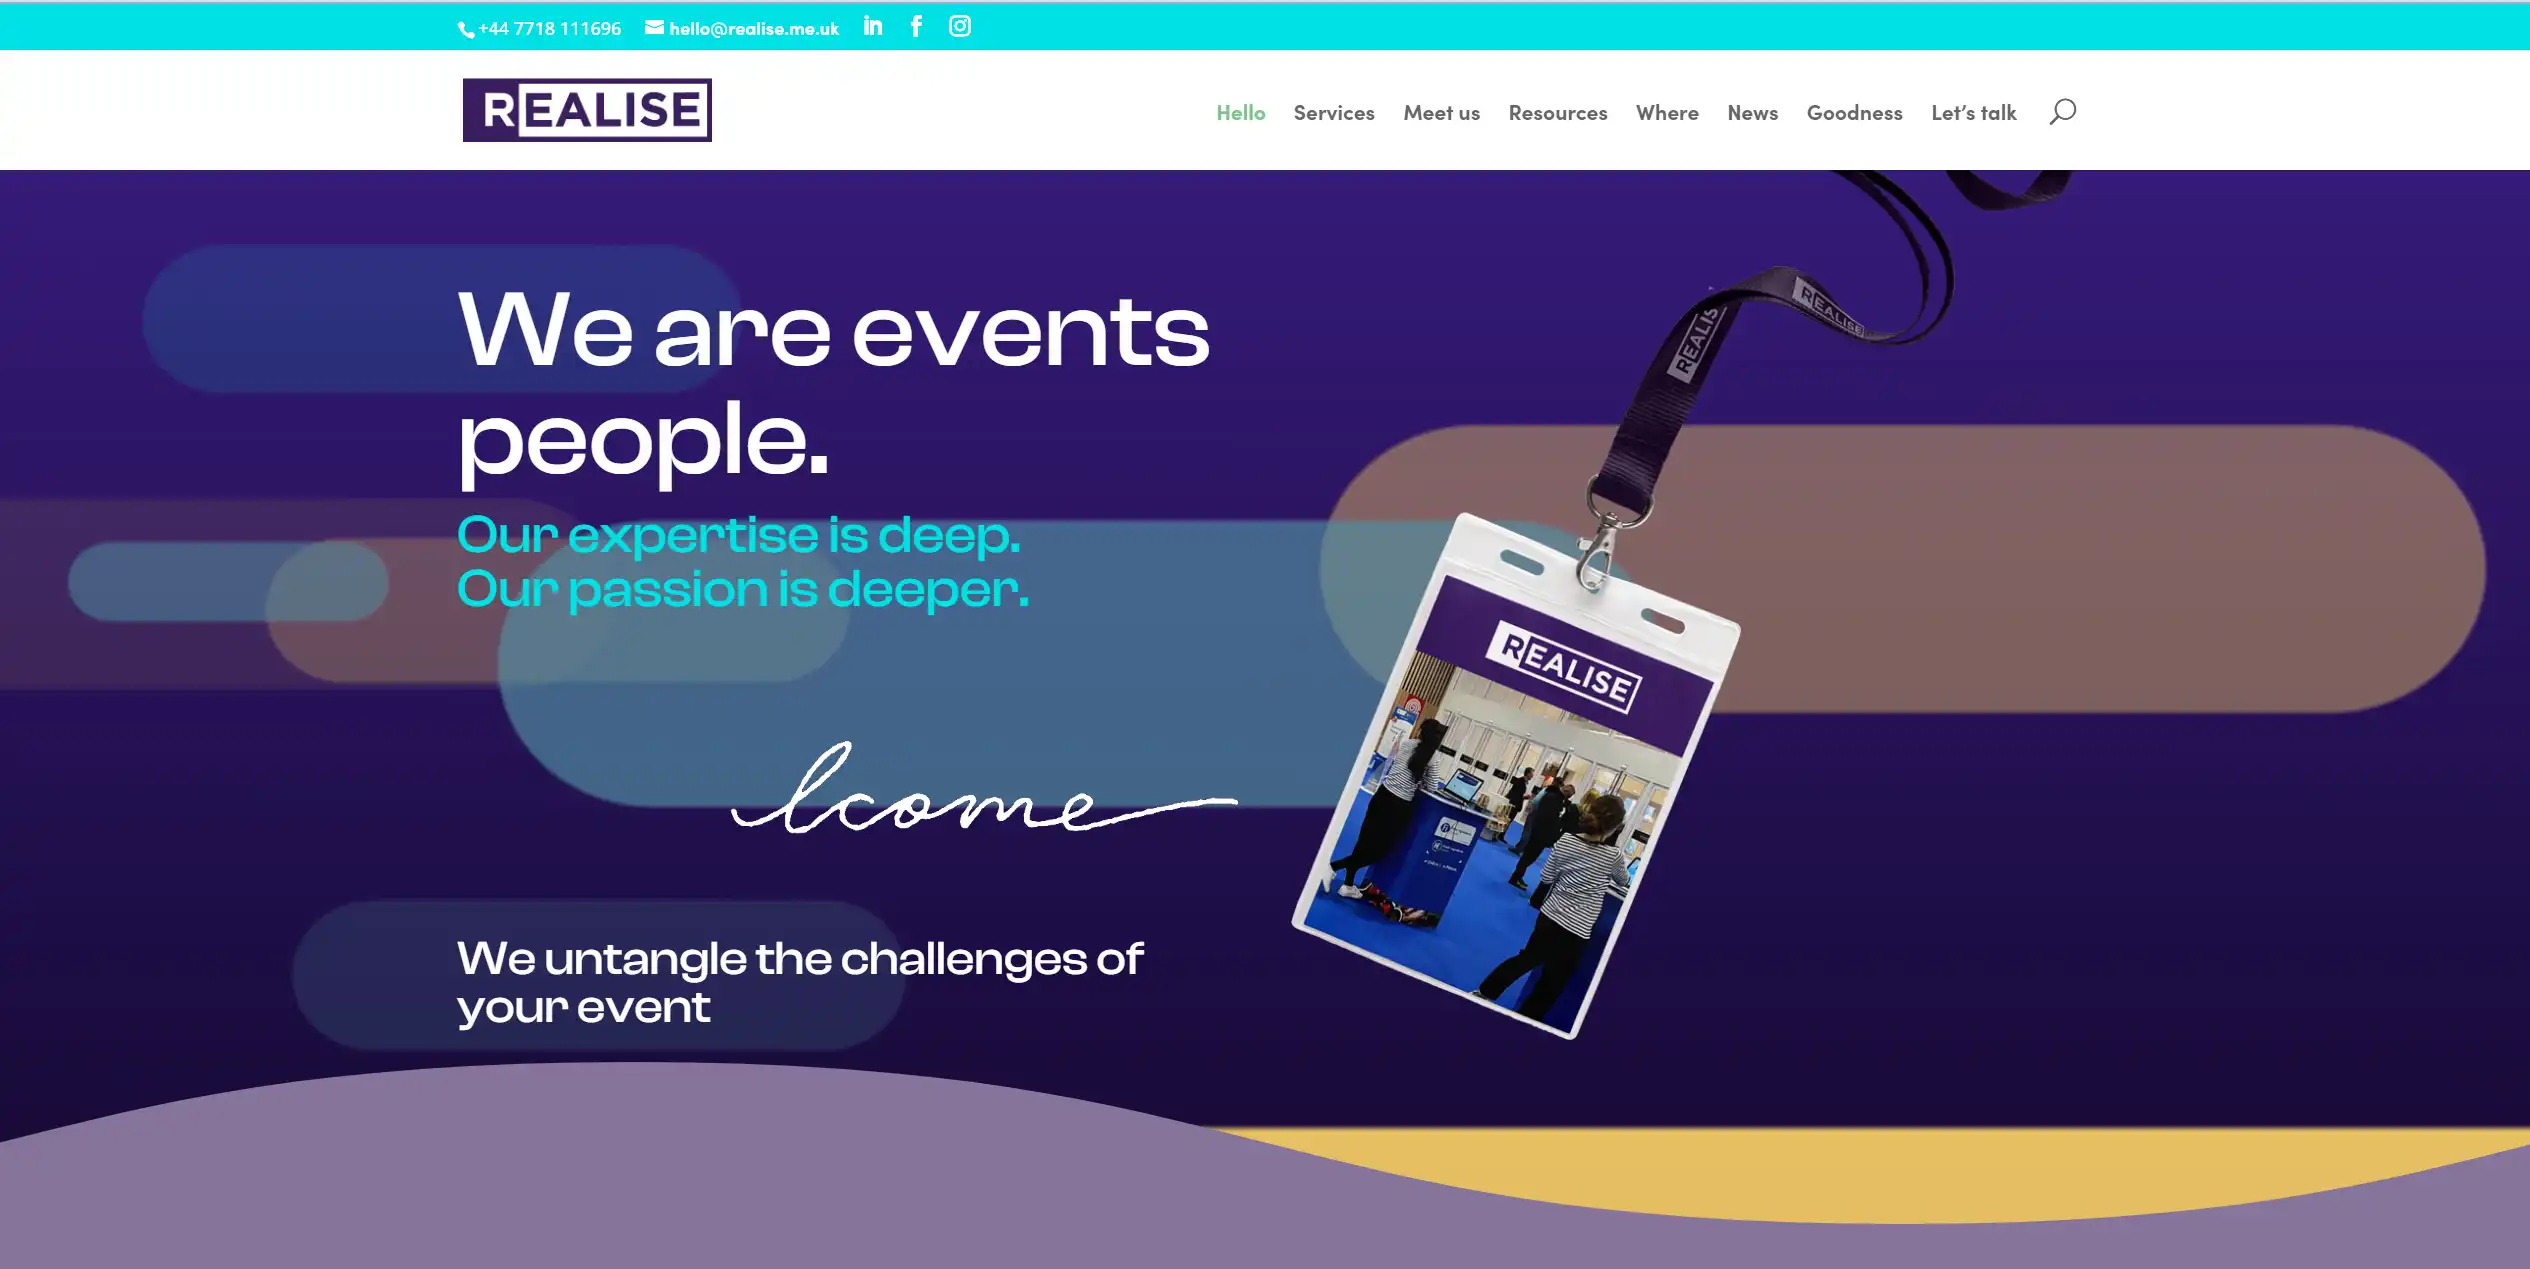 +44 7718 111696 hello@realise.me.uk
REALISE
Hello Services Meet us Resources Where News Goodness Let's talk
We are events
people.
REALISE
REALIS
Our expertise is deep.
Our passion is deeper.
REALISE
lcome
We untangle the challenges of
your event